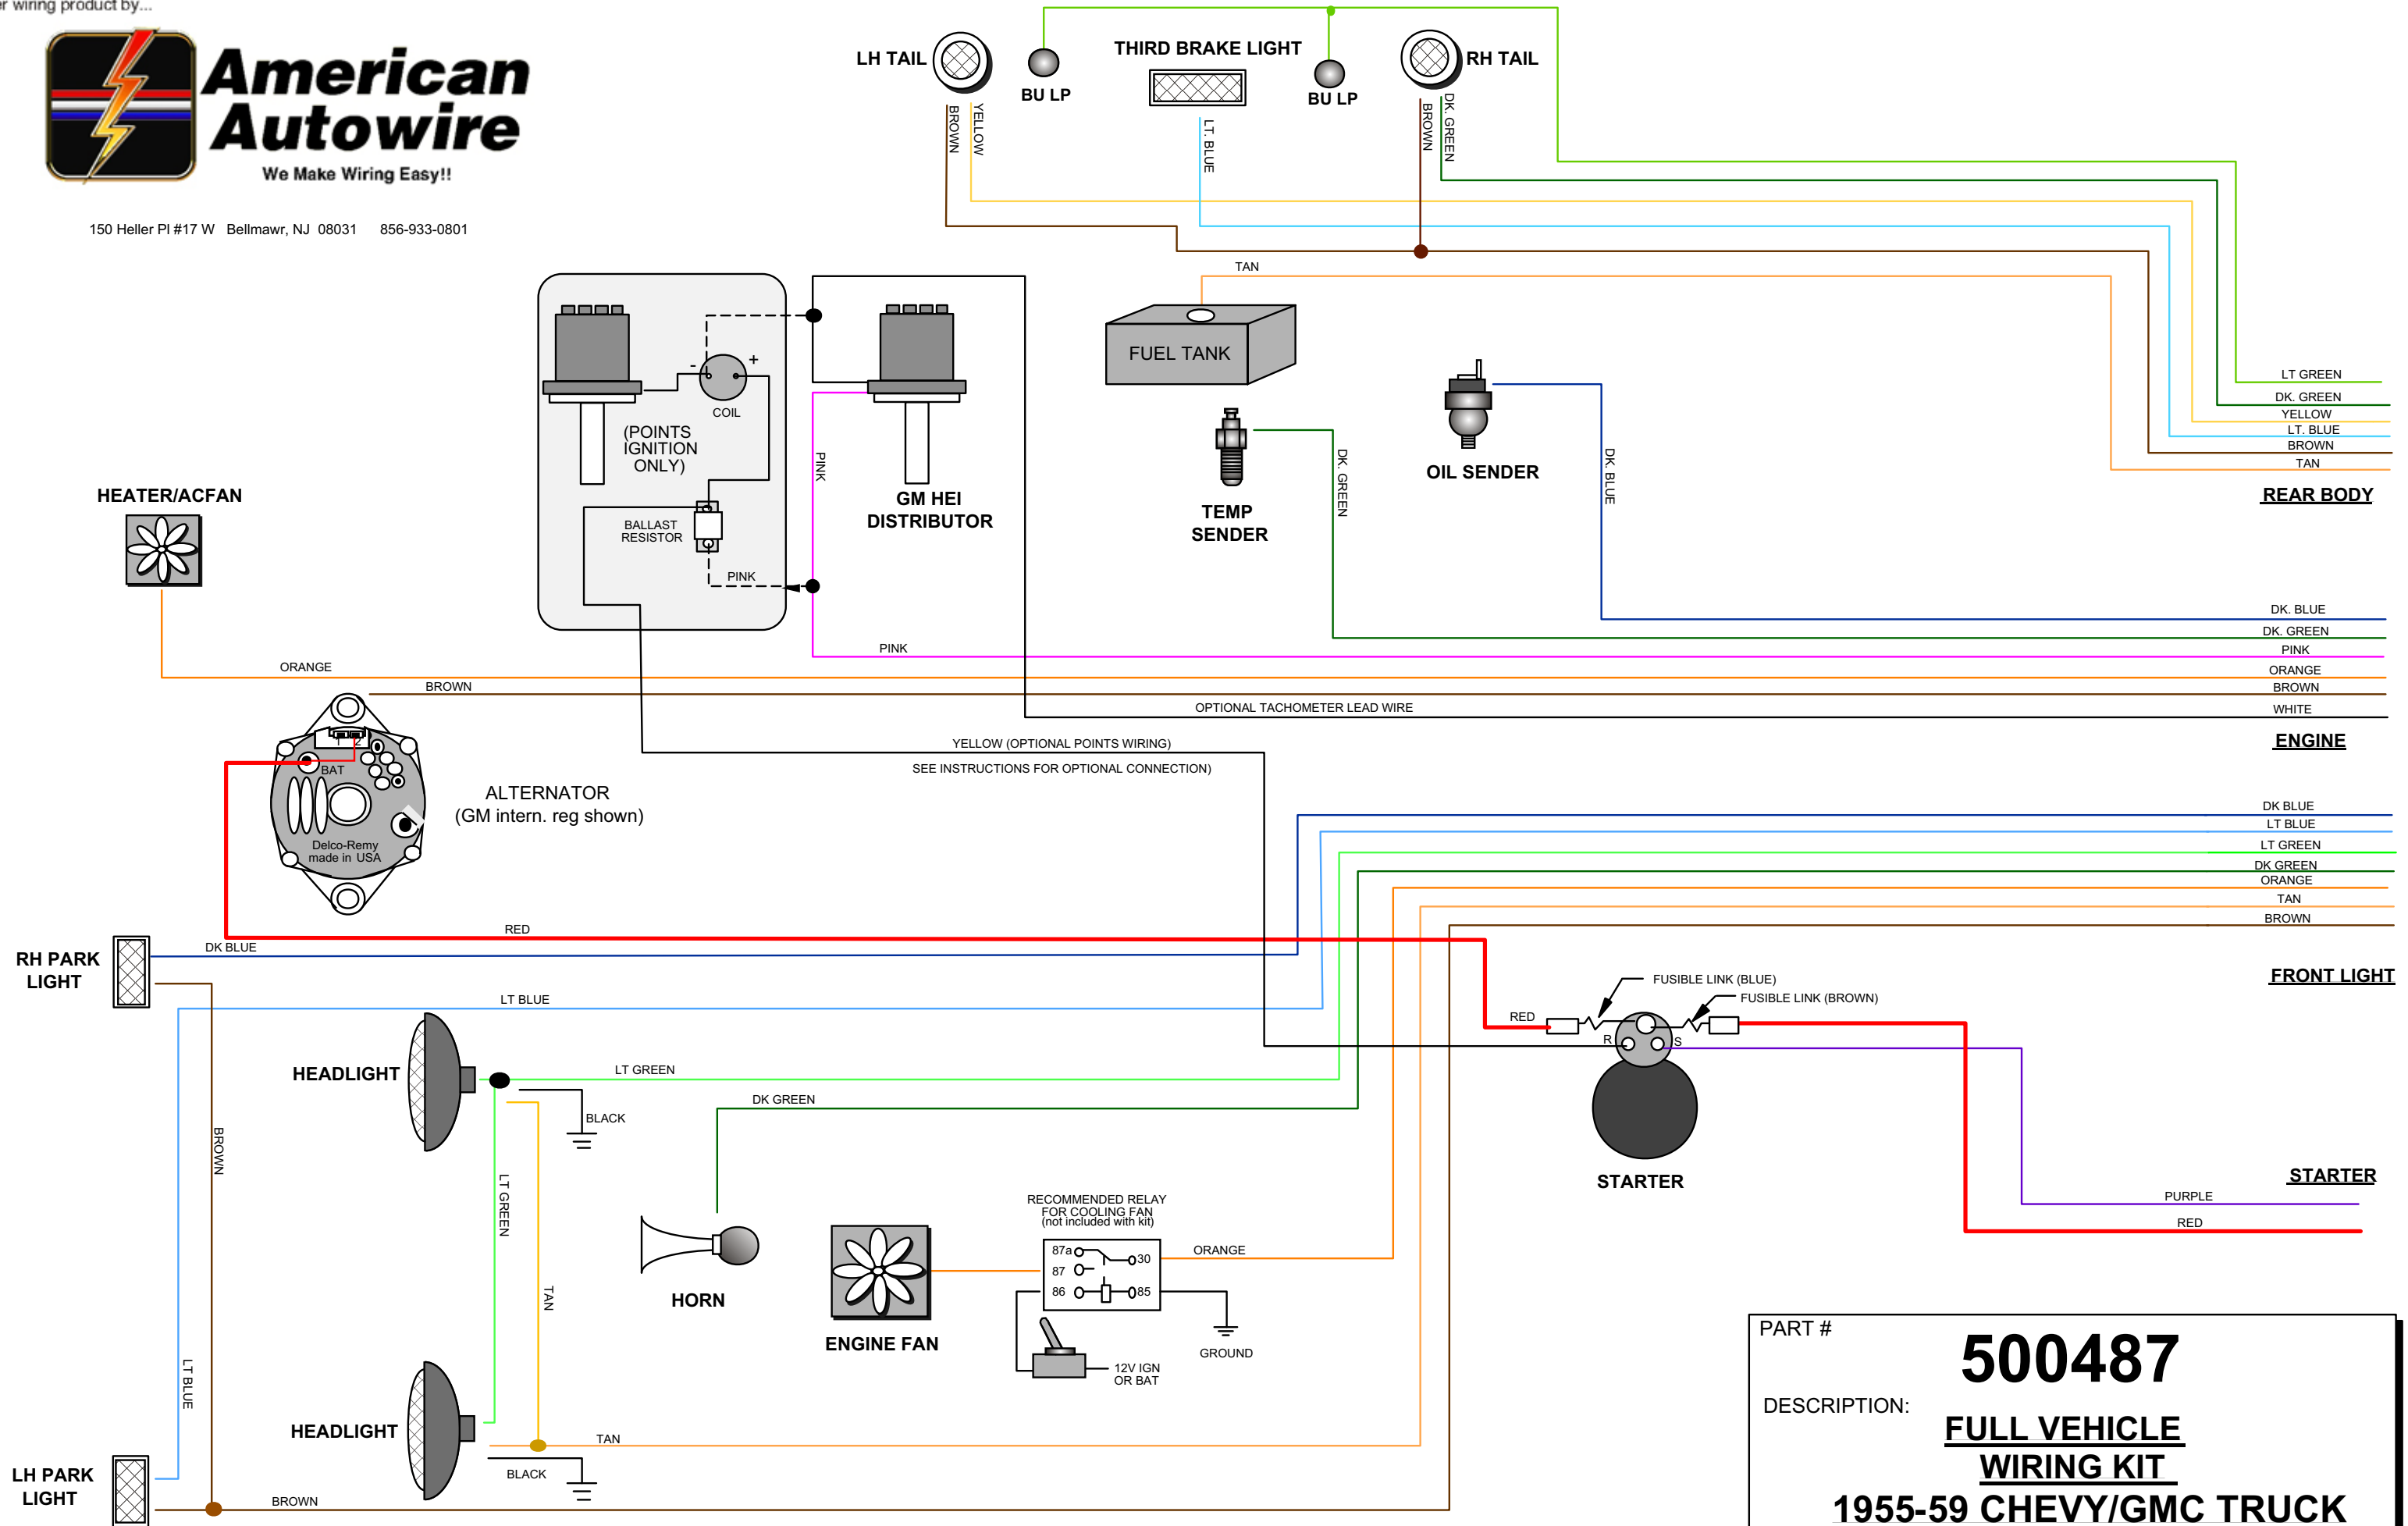 er wiring product by...
American
Autowire
We Make Wiring Easy!!
150 Heller Pl #17 W Bellmawr, NJ 08031 856-933-0801
LH TAIL
BU LP
THIRD BRAKE LIGHT
BU LP
RH TAIL
BROWN
YELLOW
LT. BLUE
BROWN
DK. GREEN
TAN
FUEL TANK
LT GREEN
DK. GREEN
YELLOW
LT. BLUE
BROWN
TAN
REAR BODY
- +
COIL
(POINTS
IGNITION
ONLY)
BALLAST
RESISTOR
PINK
PINK
GM HEI
DISTRIBUTOR
TEMP
SENDER
DK. GREEN
OIL SENDER
DK. BLUE
HEATER/ACFAN
ORANGE
BROWN
PINK
DK. BLUE
DK. GREEN
PINK
ORANGE
BROWN
OPTIONAL TACHOMETER LEAD WIRE
WHITE
ENGINE
YELLOW (OPTIONAL POINTS WIRING)
SEE INSTRUCTIONS FOR OPTIONAL CONNECTION)
1 2
BAT
Delco-Remy
made in USA
ALTERNATOR
(GM intern. reg shown)
DK BLUE
LT BLUE
LT GREEN
DK GREEN
ORANGE
TAN
BROWN
FRONT LIGHT
RED
RH PARK
LIGHT
DK BLUE
LT BLUE
BROWN
HEADLIGHT
LT GREEN
BLACK
DK GREEN
LT GREEN
TAN
RED
FUSIBLE LINK (BLUE)
FUSIBLE LINK (BROWN)
R S
STARTER
STARTER
PURPLE
RED
HORN
ENGINE FAN
RECOMMENDED RELAY
FOR COOLING FAN
(not included with kit)
87a 30
87
86 85
ORANGE
GROUND
12V IGN
OR BAT
LT BLUE
HEADLIGHT
TAN
BLACK
LH PARK
LIGHT
BROWN
PART #
500487
DESCRIPTION:
FULL VEHICLE
WIRING KIT
1955-59 CHEVY/GMC TRUCK